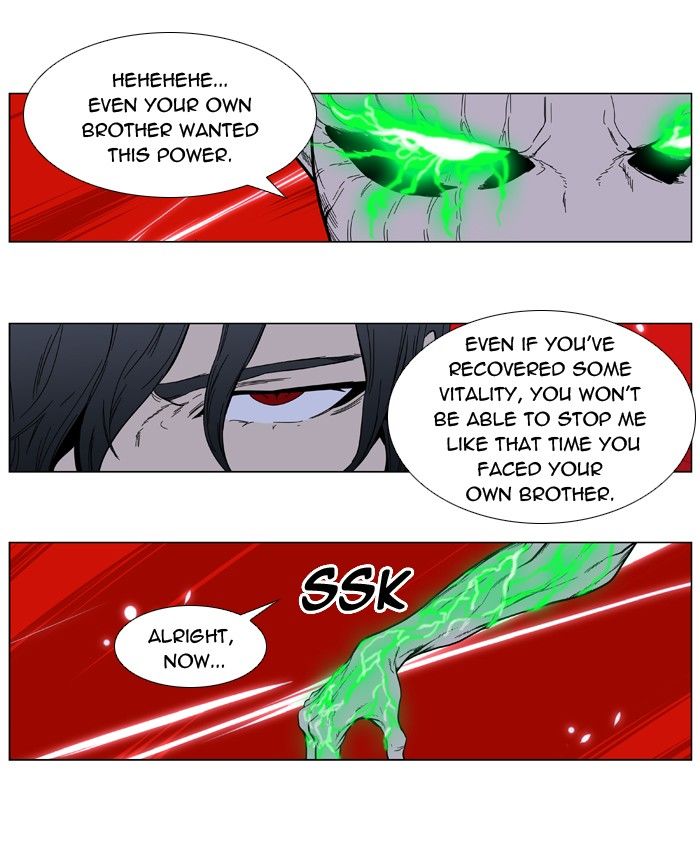 HEHEHEHE...
EVEN YOUR OWN
BROTHER WANTED
THIS POWER.
EVEN IF YOU'VE
RECOVERED SOME
VITALITY, YOU WON'T
BE ABLE TO STOP ME
LIKE THAT TIME YOU
FACED YOUR
OWN BROTHER.
SSK
ALRIGHT,
NOW...